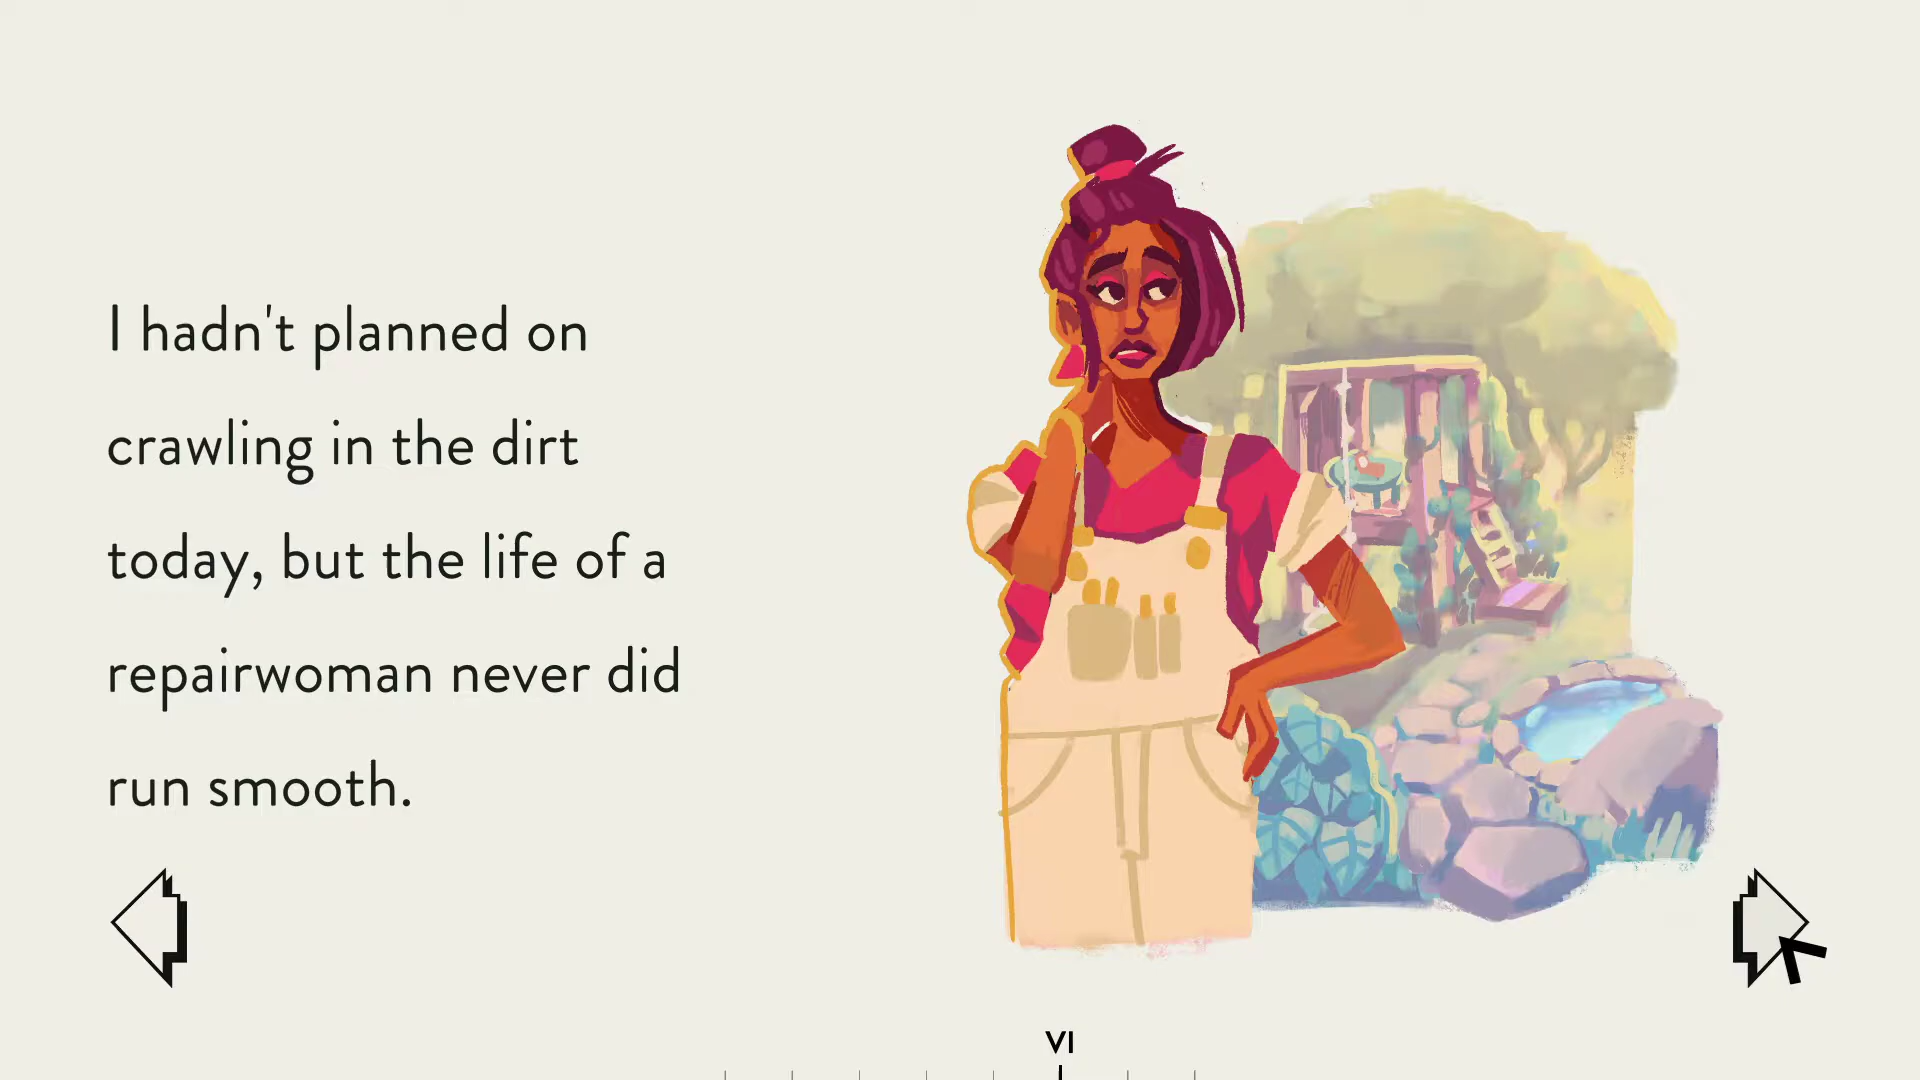 I hadn't planned on
crawling in the dirt
today, but the life of a
repairwoman never did
run smooth.
VI